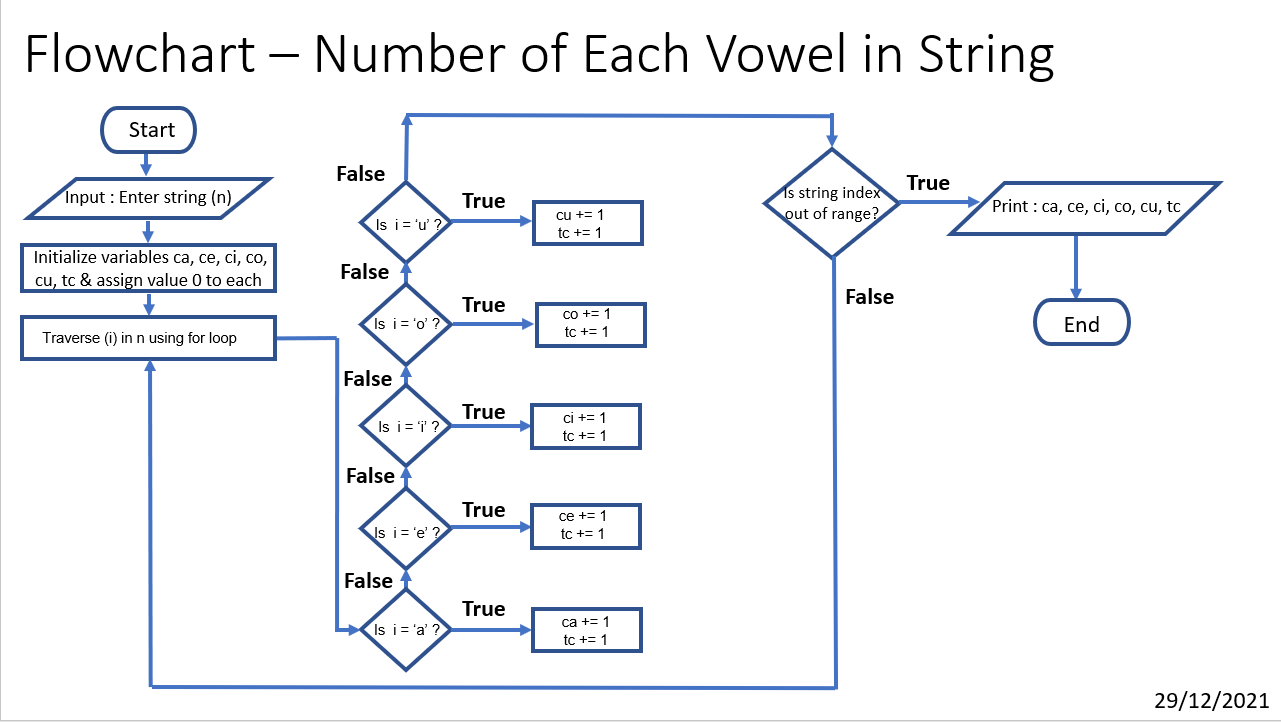 Flowchart – Number of Each Vowel in String
Start
Input : Enter string (n)
Initialize variables ca, ce, ci, co,
cu, tc & assign value 0 to each
Traverse (i) in n using for loop
False
Is i = ‘u’ ?
True
cu += 1
tc += 1
False
Is i = ‘o’ ?
True
co += 1
tc += 1
False
Is i = ‘i’ ?
True
ci += 1
tc += 1
False
Is i = ‘e’ ?
True
ce += 1
tc += 1
False
Is i = ‘a’ ?
True
ca += 1
tc += 1
Is string index
out of range?
True
Print : ca, ce, ci, co, cu, tc
False
End
29/12/2021